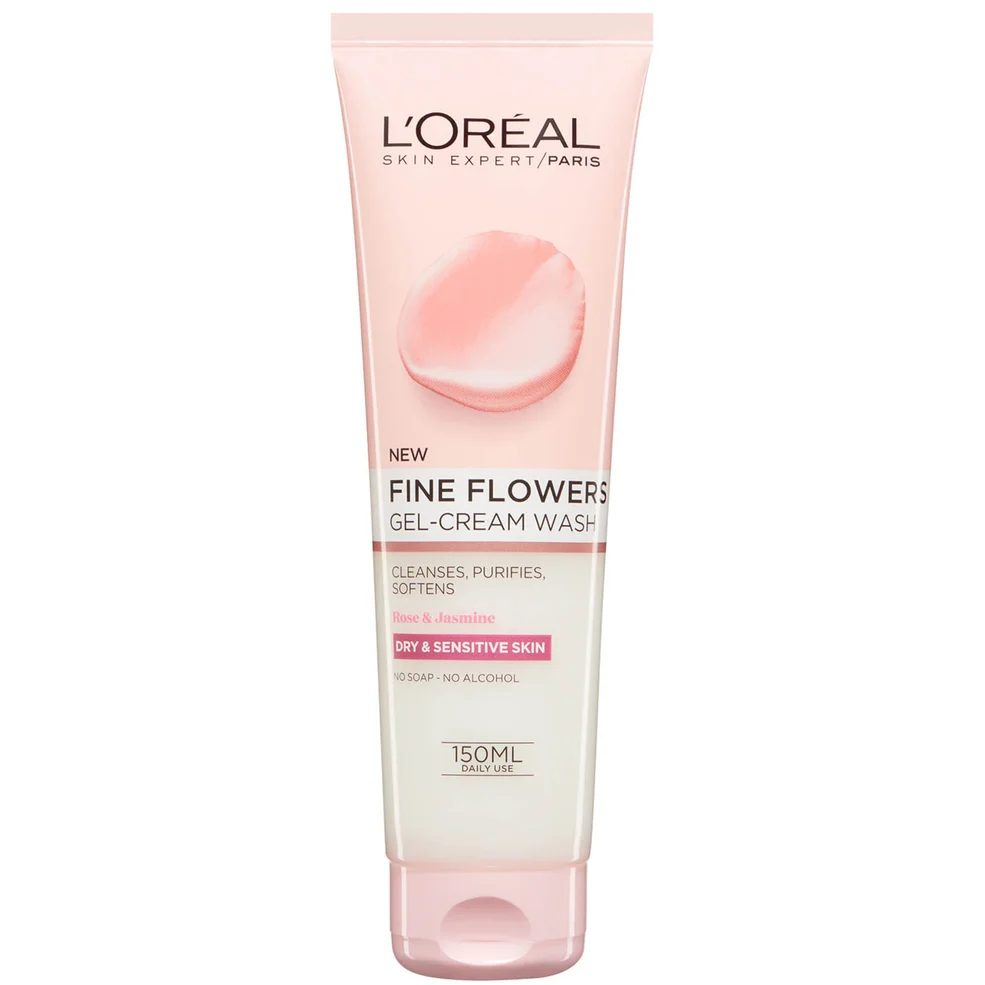 L'ORÉAL
SKIN EXPERT/PARIS
NEW
FINE FLOWERS
GEL-CREAM WASH
CLEANSES, PURIFIES,
SOFTENS
Rose & Jasmine
DRY & SENSITIVE SKIN
NO SOAP - NO ALCOHOL
150ML
DAILY USE